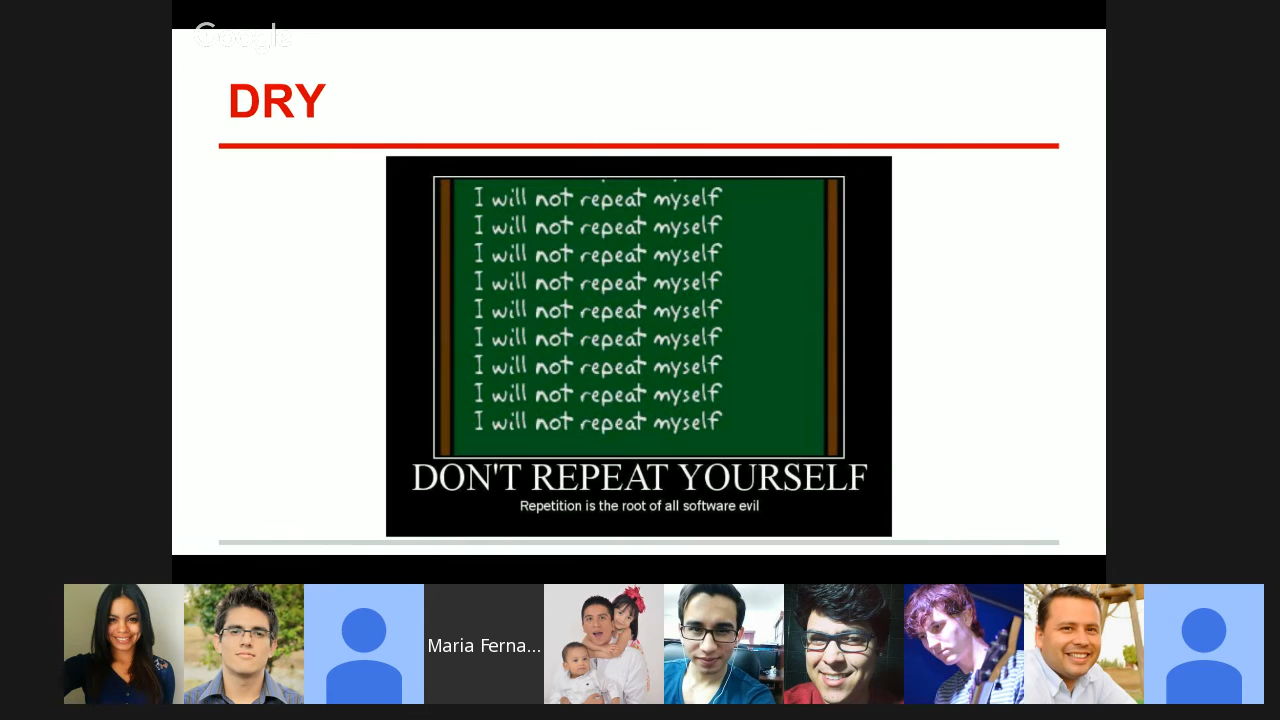 Google
DRY
I will not repeat myself
I will not repeat myself
I will not repeat myself
I will not repeat myself
I will not repeat myself
I will not repeat myself
I will not repeat myself
I will not repeat myself
I will not repeat myself
DON'T REPEAT YOURSELF
Repetition is the root of all software evil
Maria Ferna...